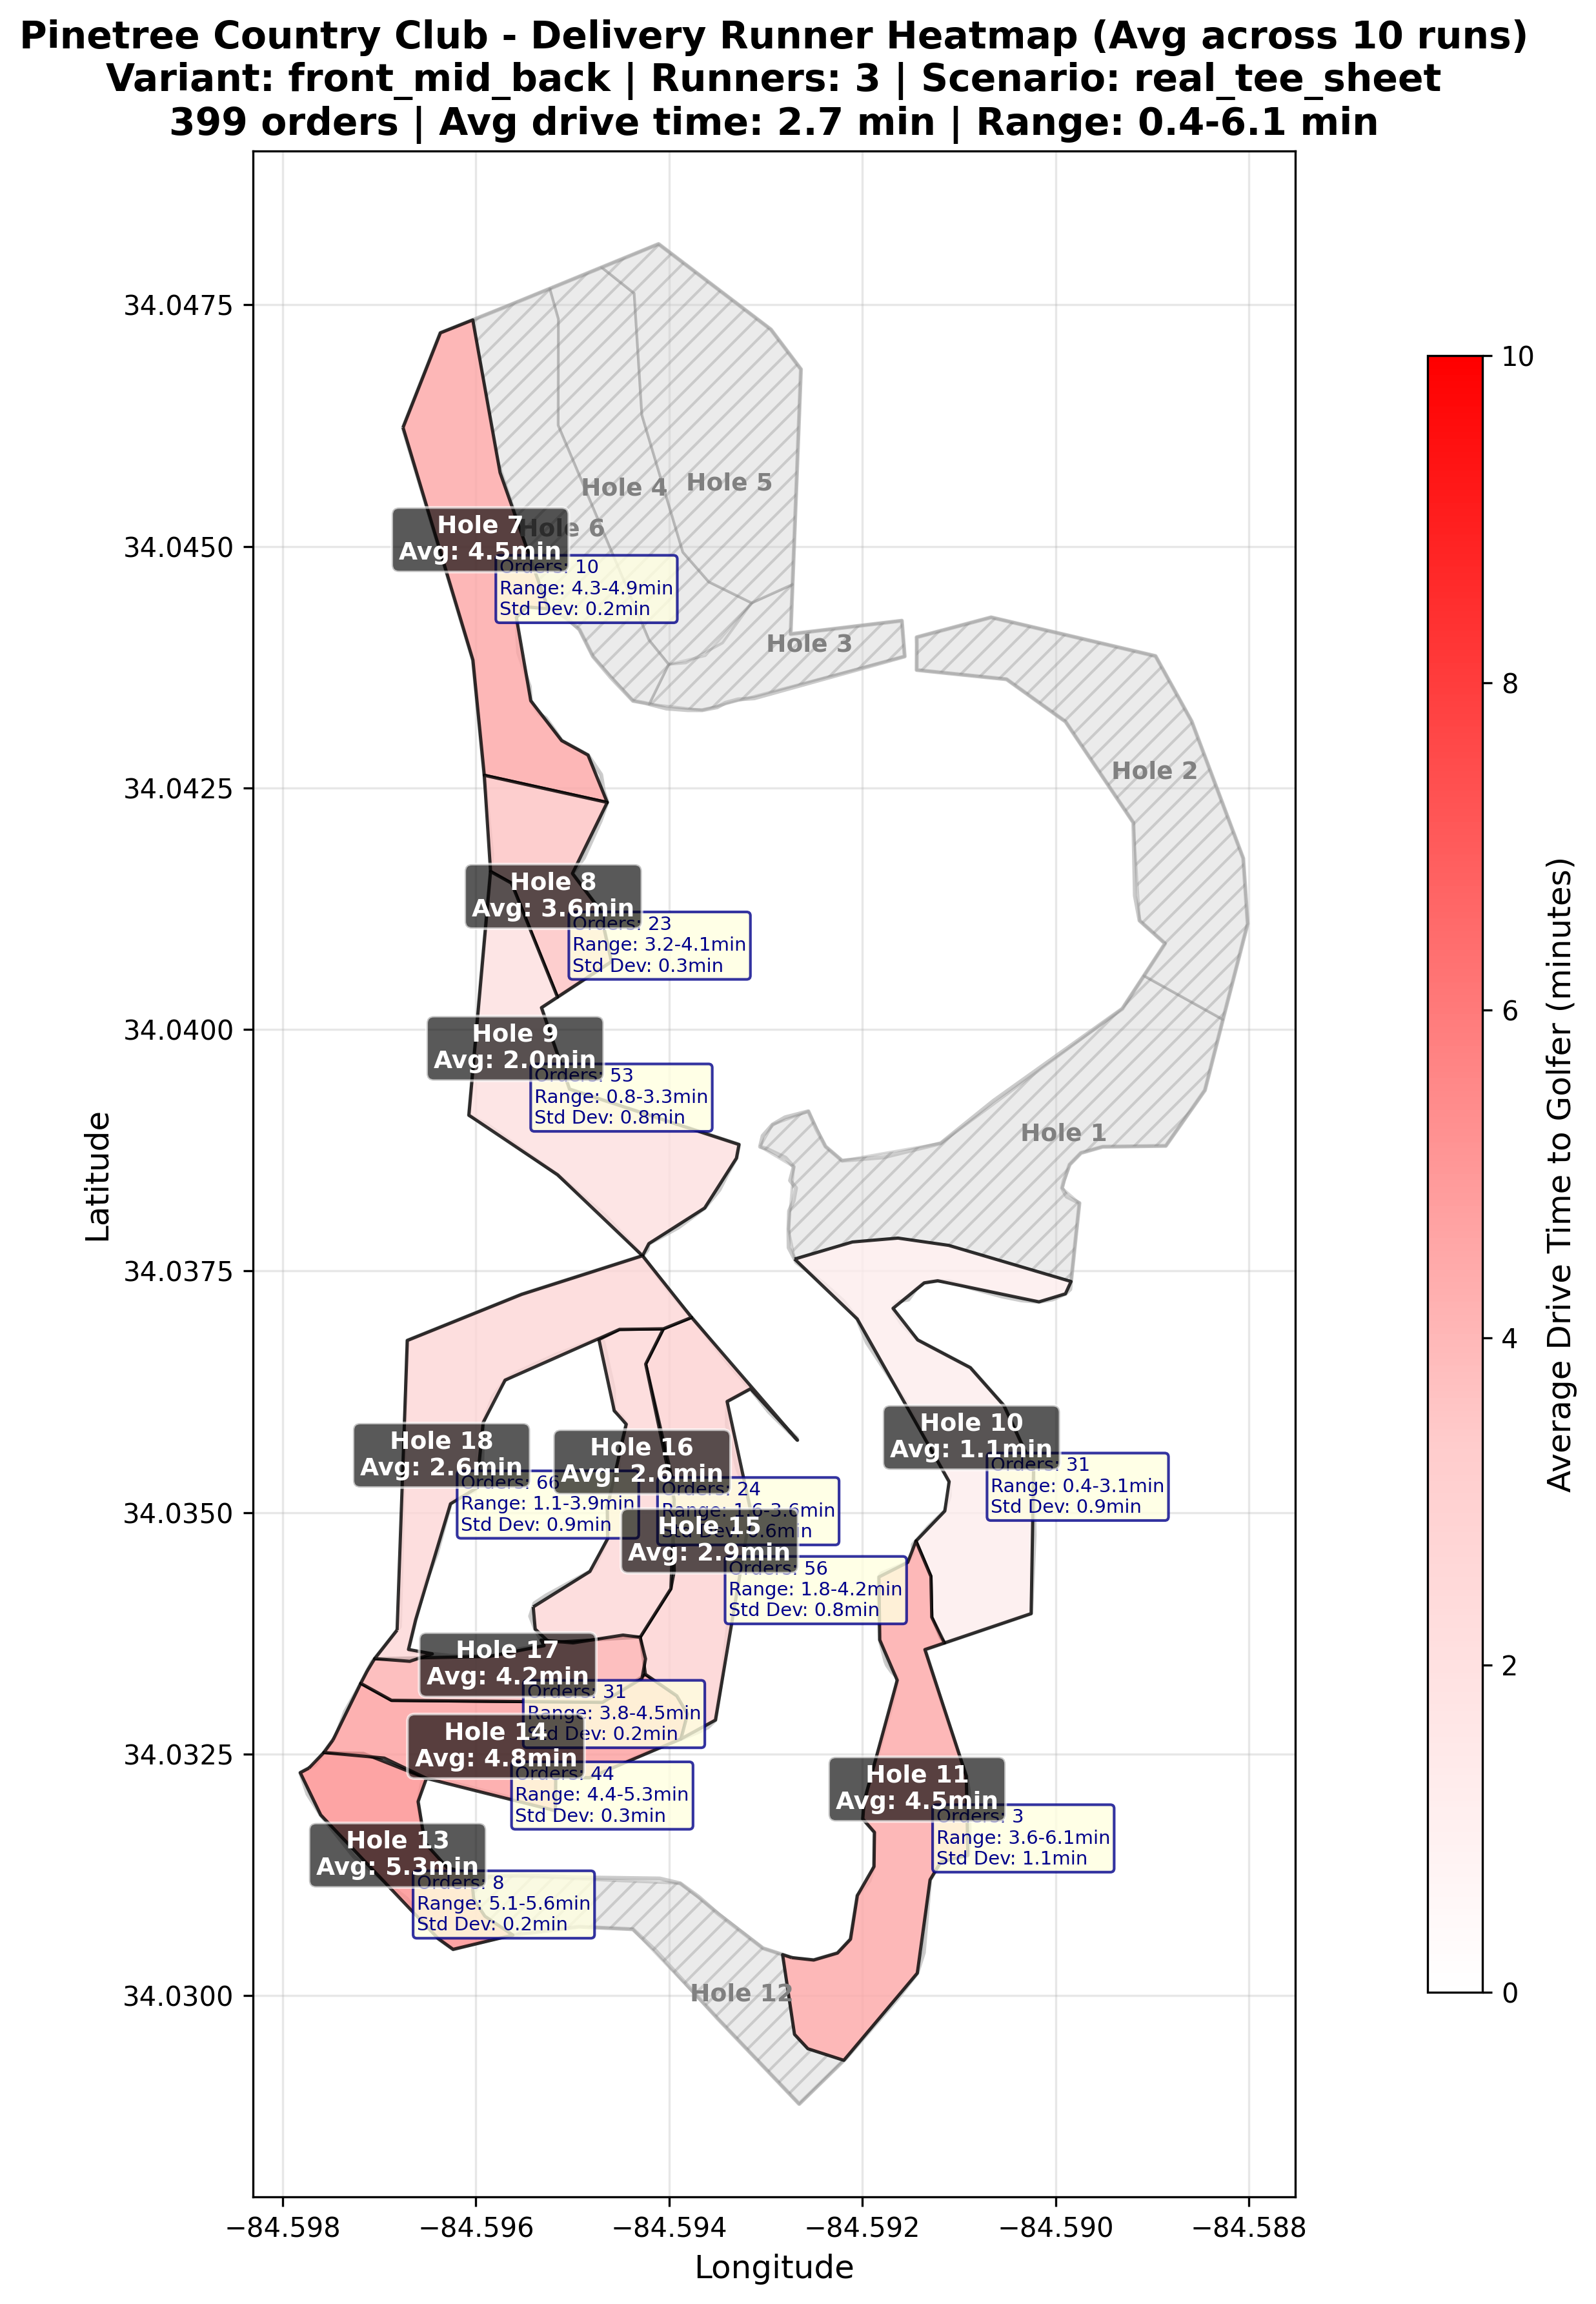 Pinetree Country Club - Delivery Runner Heatmap (Avg across 10 runs)
Variant: front_mid_back | Runners: 3 | Scenario: real_tee_sheet
399 orders | Avg drive time: 2.7 min | Range: 0.4-6.1 min
Latitude
34.0475
34.0450
34.0425
34.0400
34.0375
34.0350
34.0325
34.0300
Hole 4
Hole 5
Hole 6
Hole 7
Avg: 4.5min
Orders: 10
Range: 4.3-4.9min
Std Dev: 0.2min
Hole 3
Hole 2
Hole 8
Avg: 3.6min
Orders: 23
Range: 3.2-4.1min
Std Dev: 0.3min
Hole 9
Avg: 2.0min
Orders: 53
Range: 0.8-3.3min
Std Dev: 0.8min
Hole 1
Hole 10
Avg: 1.1min
Orders: 31
Range: 0.4-3.1min
Std Dev: 0.9min
Hole 18
Avg: 2.6min
Orders: 66
Range: 1.1-3.9min
Std Dev: 0.9min
Hole 16
Avg: 2.6min
Orders: 24
Range: 1.6-3.6min
Std Dev: 0.6min
Hole 15
Avg: 2.9min
Orders: 56
Range: 1.8-4.2min
Std Dev: 0.8min
Hole 17
Avg: 4.2min
Orders: 31
Range: 3.8-4.5min
Std Dev: 0.2min
Hole 14
Avg: 4.8min
Orders: 44
Range: 4.4-5.3min
Std Dev: 0.3min
Hole 11
Avg: 4.5min
Orders: 3
Range: 3.6-6.1min
Std Dev: 1.1min
Hole 13
Avg: 5.3min
Orders: 8
Range: 5.1-5.6min
Std Dev: 0.2min
Hole 12
−84.598
−84.596
−84.594
−84.592
−84.590
−84.588
Longitude
10
8
6
4
2
0
Average Drive Time to Golfer (minutes)